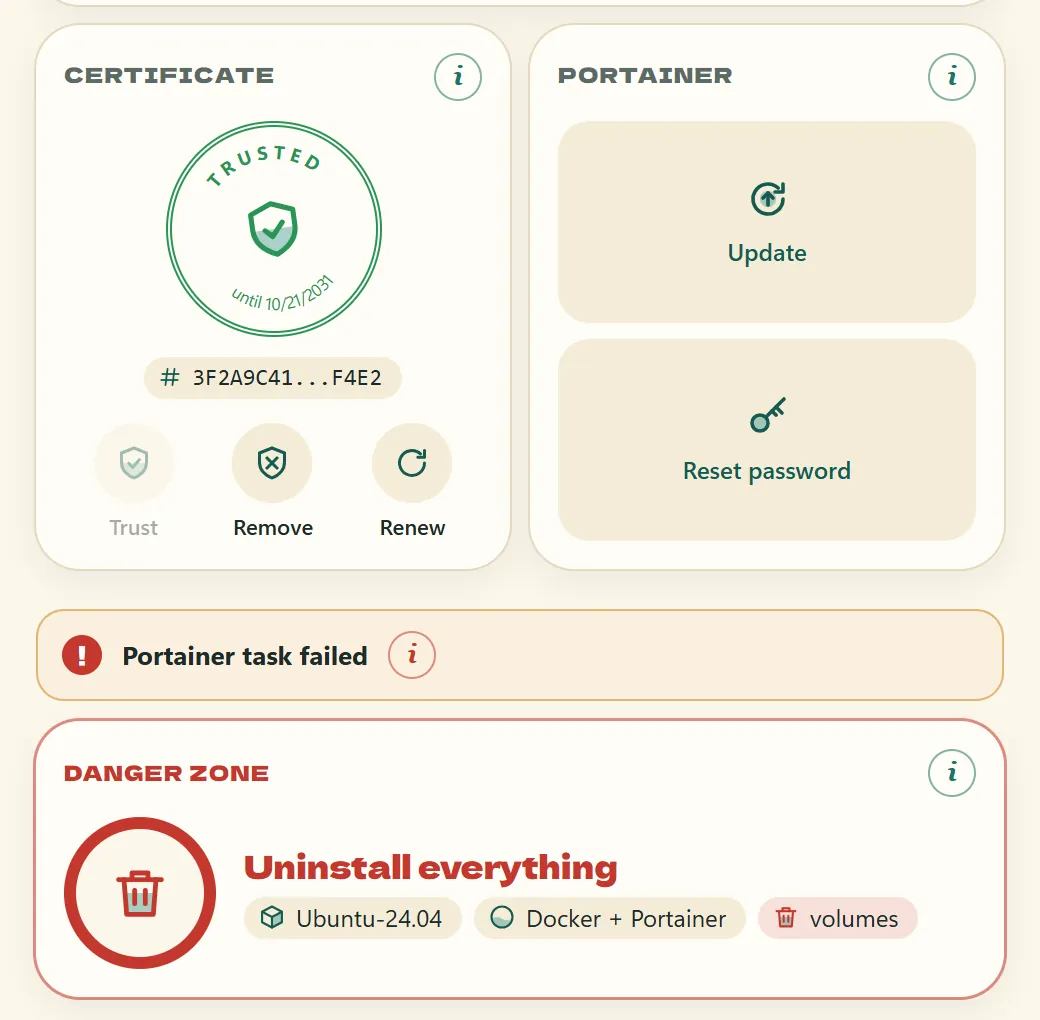 CERTIFICATE
i
TRUSTED
until 10/21/2031
# 3F2A9C41...F4E2
Trust
Remove
Renew
PORTAINER
i
Update
Reset password
! Portainer task failed i
DANGER ZONE
i
Uninstall everything
Ubuntu-24.04
Docker + Portainer
volumes